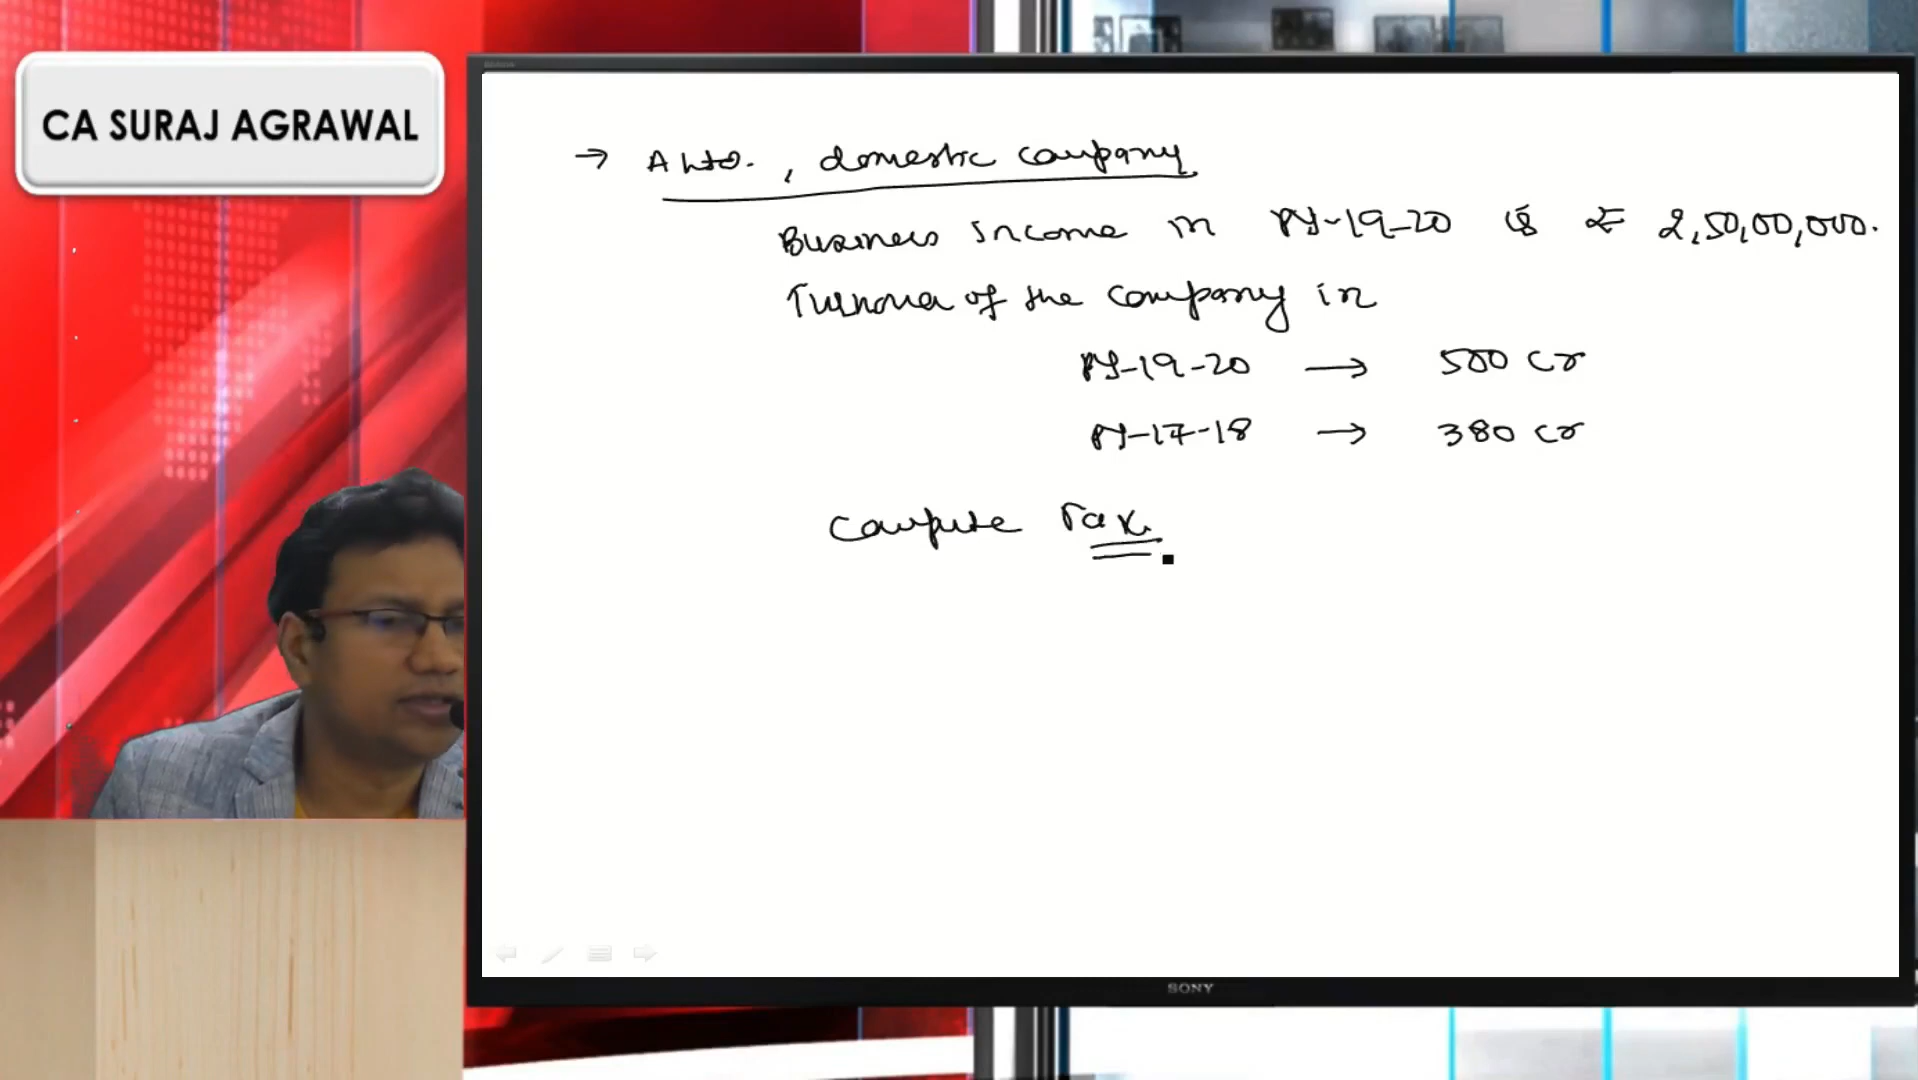 CA SURAJ AGRAWAL
→ A Ltd. , domestic company
Business Income in PY-19-20 is ₹ 2,50,00,000.
Turnover of the company in
PY-19-20 → 500 Cr
PY-17-18 → 380 Cr
Compute Tax.
SONY